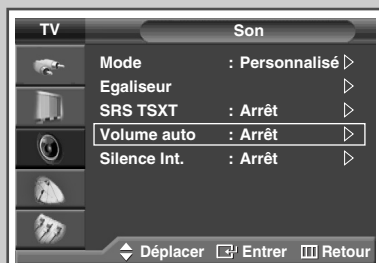 TV Son
Mode : Personnalisé
Egaliseur
SRS TSXT : Arrêt
Volume auto : Arrêt
Silence Int. : Arrêt
Déplacer Entrer Retour